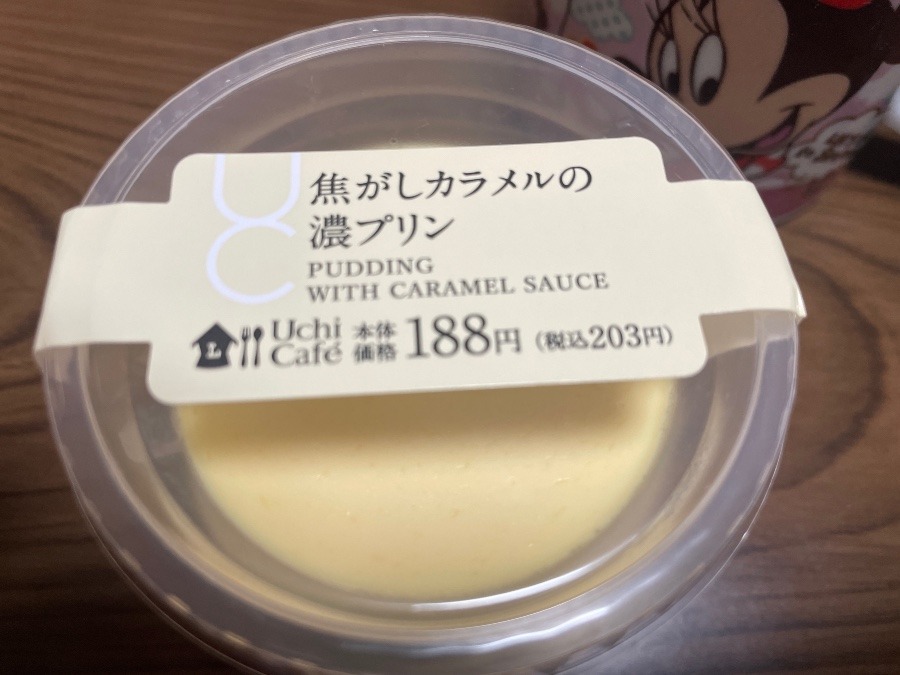 UC
焦がしカラメルの
濃プリン
PUDDING
WITH CARAMEL SAUCE
Uchi Café 本体価格 188円 (税込203円)